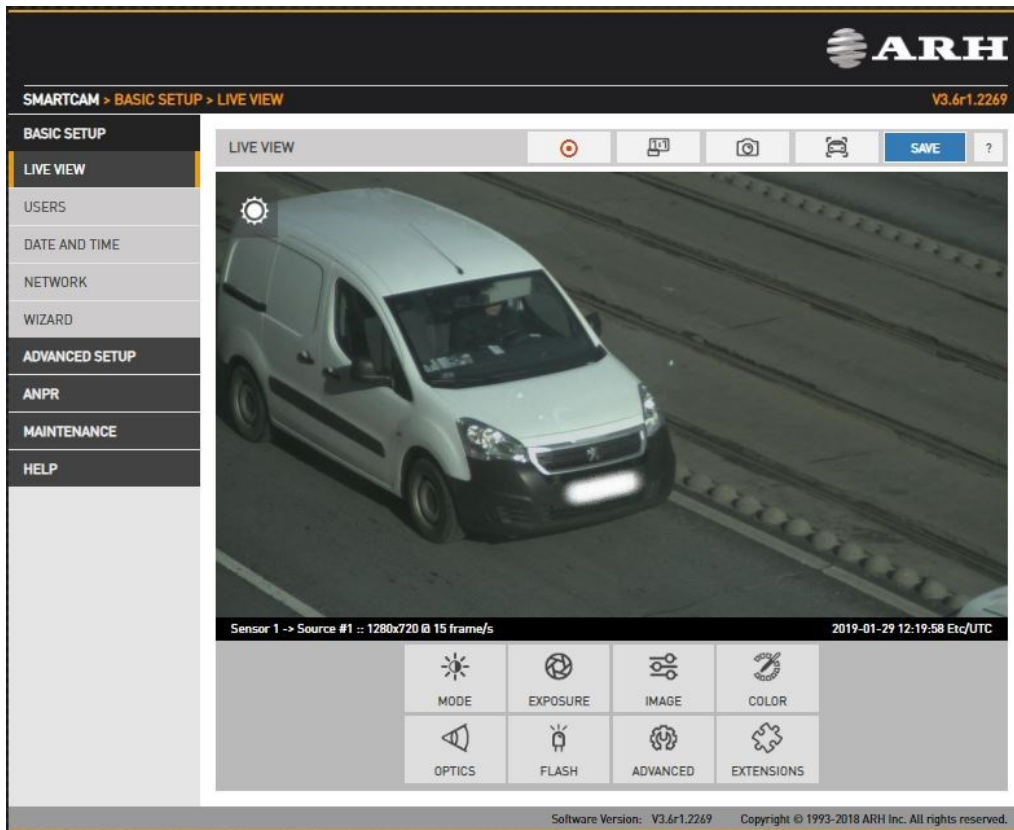 ARH
SMARTCAM > BASIC SETUP > LIVE VIEW
V3.6r1.2269
BASIC SETUP
LIVE VIEW
USERS
DATE AND TIME
NETWORK
WIZARD
ADVANCED SETUP
ANPR
MAINTENANCE
HELP
LIVE VIEW
1:1
SAVE
?
Sensor 1 -> Source #1 :: 1280x720 @ 15 frame/s
2019-01-29 12:19:58 Etc/UTC
MODE
EXPOSURE
IMAGE
COLOR
OPTICS
FLASH
ADVANCED
EXTENSIONS
Software Version: V3.6r1.2269
Copyright © 1993-2018 ARH Inc. All rights reserved.